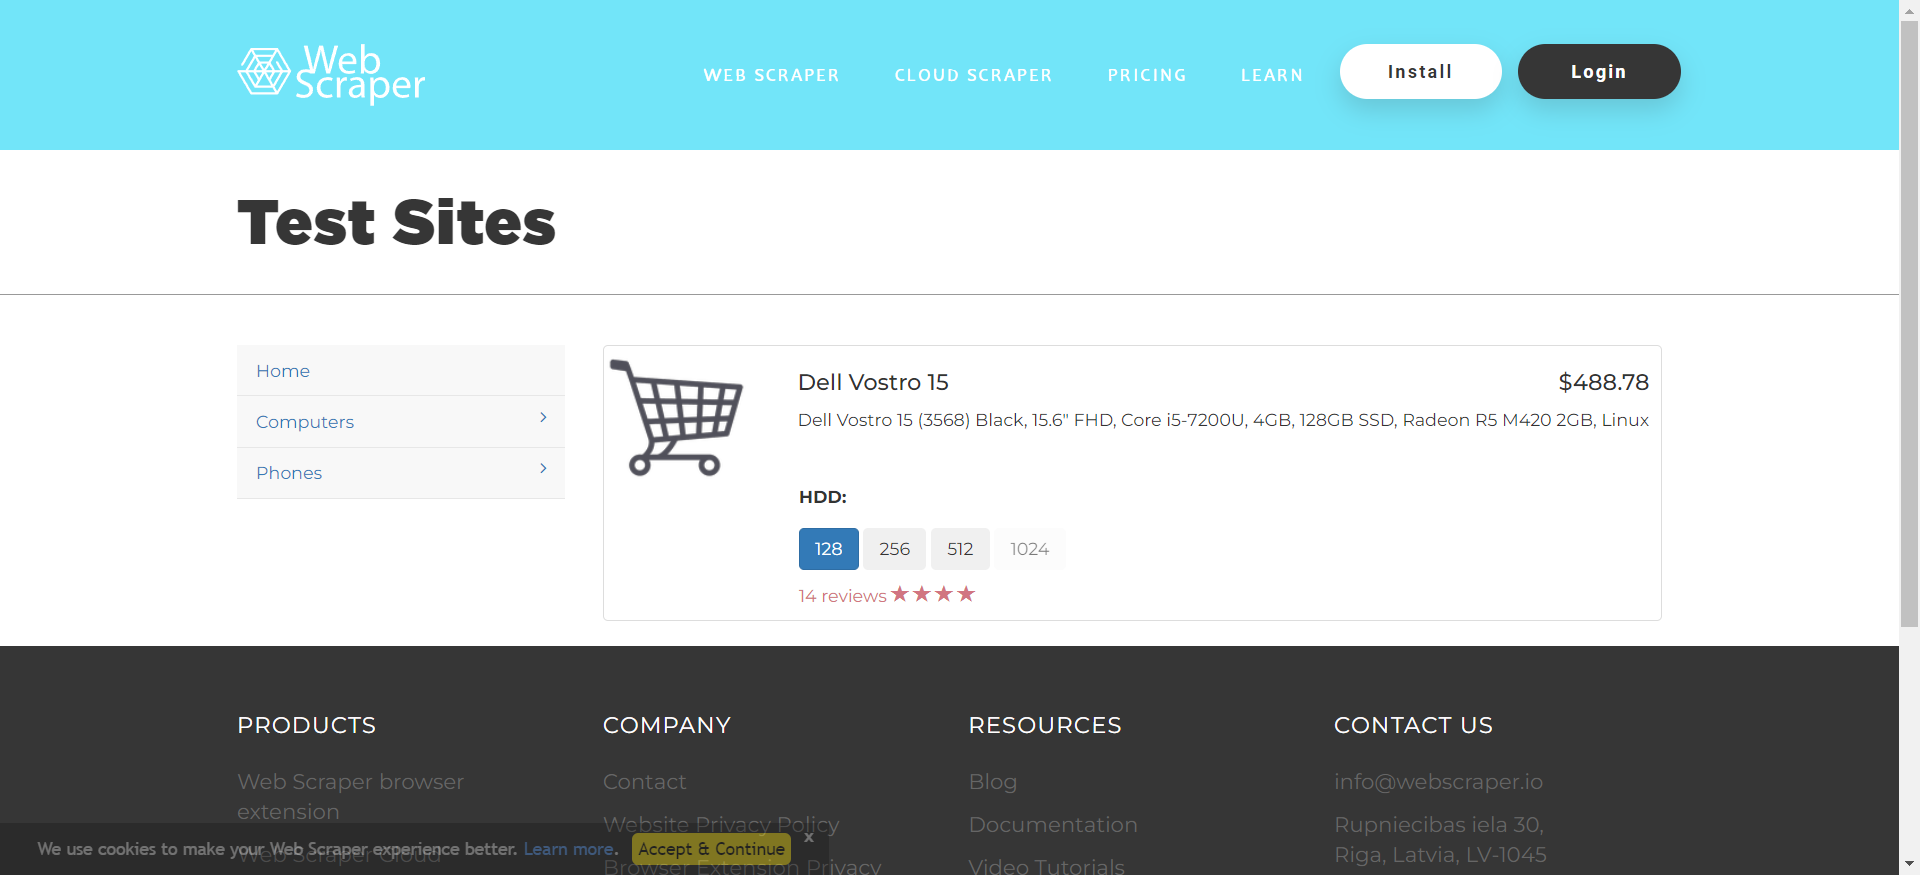 Web
Scraper
WEB SCRAPER
CLOUD SCRAPER
PRICING
LEARN
Install
Login
Test Sites
Home
Computers
Phones
Dell Vostro 15
$488.78
Dell Vostro 15 (3568) Black, 15.6" FHD, Core i5-7200U, 4GB, 128GB SSD, Radeon R5 M420 2GB, Linux
HDD:
128
256
512
1024
14 reviews
PRODUCTS
Web Scraper browser
extension
Web Scraper Cloud
COMPANY
Contact
Website Privacy Policy
Browser Extension Privacy
RESOURCES
Blog
Documentation
Video Tutorials
CONTACT US
info@webscraper.io
Rupniecibas iela 30,
Riga, Latvia, LV-1045
We use cookies to make your Web Scraper experience better. Learn more.
Accept & Continue
x